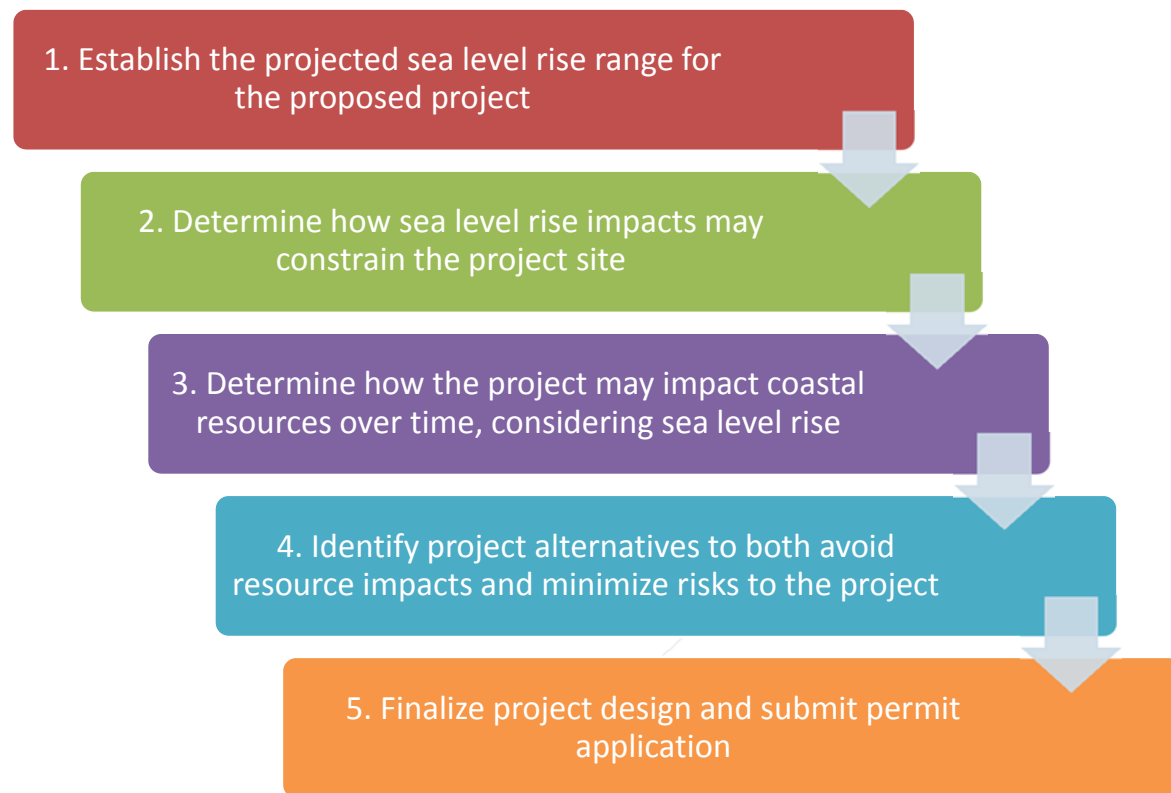 1. Establish the projected sea level rise range for
the proposed project
2. Determine how sea level rise impacts may
constrain the project site
3. Determine how the project may impact coastal
resources over time, considering sea level rise
4. Identify project alternatives to both avoid
resource impacts and minimize risks to the project
5. Finalize project design and submit permit
application